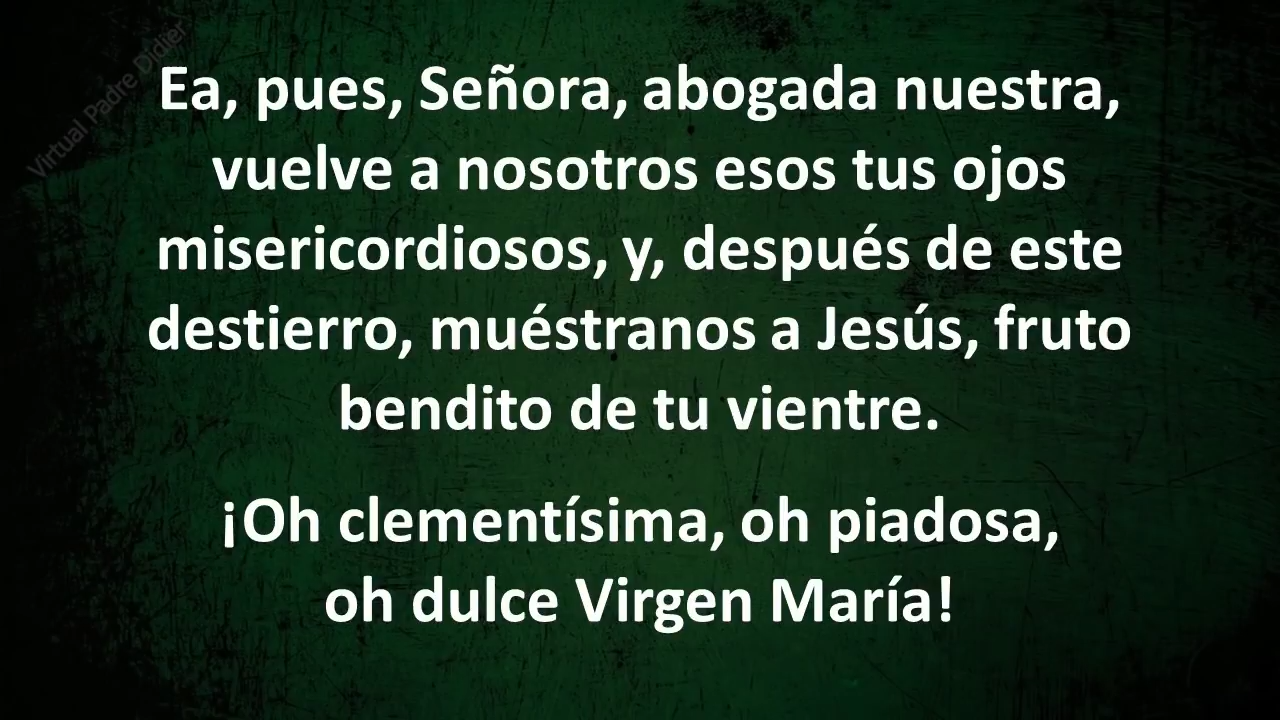 Virtual Padre Didier
Ea, pues, Señora, abogada nuestra,
vuelve a nosotros esos tus ojos
misericordiosos, y, después de este
destierro, muéstranos a Jesús, fruto
bendito de tu vientre.
¡Oh clementísima, oh piadosa,
oh dulce Virgen María!